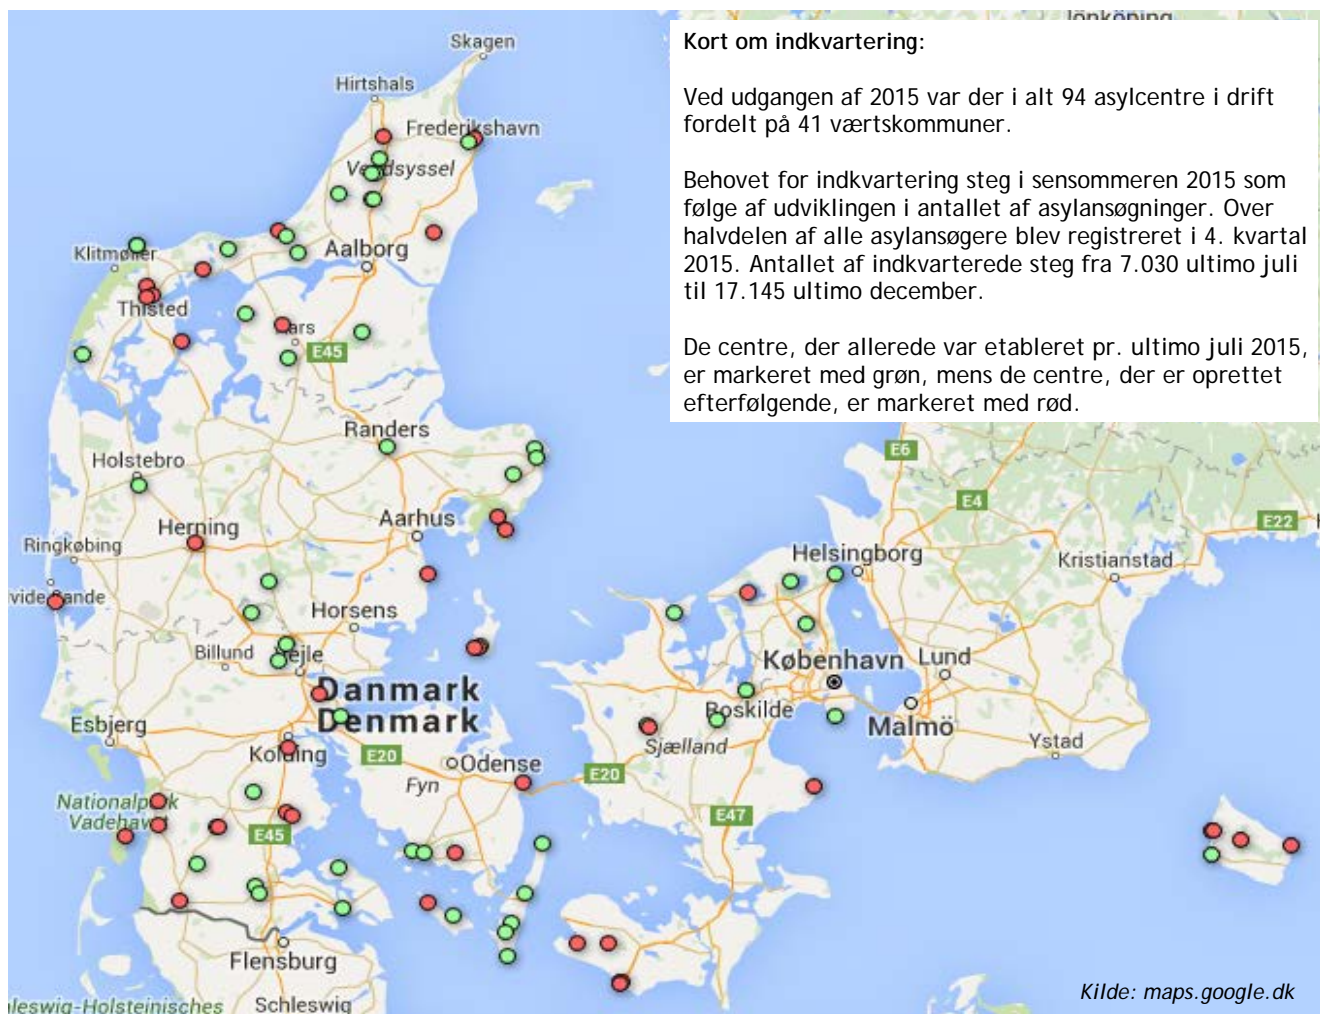 Jönköping
Kort om indkvartering:
Ved udgangen af 2015 var der i alt 94 asylcentre i drift
fordelt på 41 værtskommuner.
Behovet for indkvartering steg i sensommeren 2015 som
følge af udviklingen i antallet af asylansøgninger. Over
halvdelen af alle asylansøgere blev registreret i 4. kvartal
2015. Antallet af indkvarterede steg fra 7.030 ultimo juli
til 17.145 ultimo december.
De centre, der allerede var etableret pr. ultimo juli 2015,
er markeret med grøn, mens de centre, der er oprettet
efterfølgende, er markeret med rød.
Skagen
Hirtshals
Frederikshavn
Vendsyssel
Klitmøller
Aalborg
Thisted
Aars
E45
Randers
Holstebro
Herning
Aarhus
Ringkøbing
vide Sande
Horsens
Billund
Vejle
Danmark
Denmark
Esbjerg
Kolding
E20
Odense
Fyn
Nationalpark
Vadehavet
E45
Flensburg
Schleswig
leswig-Holsteinisches
E6
E4
E22
Helsingborg
Kristianstad
København
Lund
Roskilde
Malmö
Sjælland
Ystad
E20
E47
Kilde: maps.google.dk